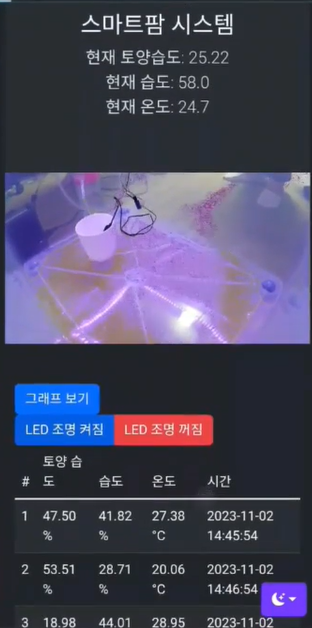 스마트팜 시스템
현재 토양습도: 25.22
현재 습도: 58.0
현재 온도: 24.7
그래프 보기
LED 조명 켜짐 LED 조명 꺼짐
# 토양 습도 습도 온도 시간
1 47.50 % 41.82 % 27.38 °C 2023-11-02 14:45:54
2 53.51 % 28.71 % 20.06 °C 2023-11-02 14:46:54
3 18.98 44.01 28.95 2023-11-02